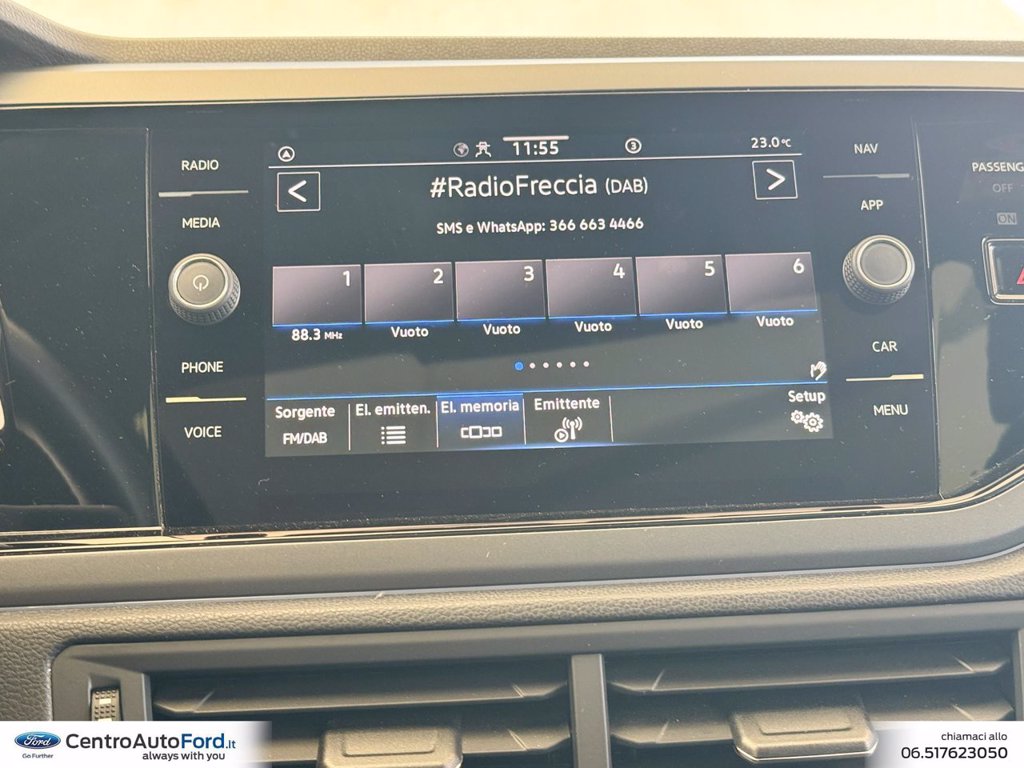 RADIO
MEDIA
PHONE
VOICE
11:55
3
23.0°C
<
#RadioFreccia (DAB)
>
SMS e WhatsApp: 366 663 4466
1 2 3 4 5 6
88.3 MHz Vuoto Vuoto Vuoto Vuoto Vuoto
Sorgente
FM/DAB
El. emitten.
El. memoria
Emittente
Setup
NAV
APP
CAR
MENU
PASSENG
OFF
ON
Ford
Go Further
CentroAutoFord.it
always with you
chiamaci allo
06.517623050